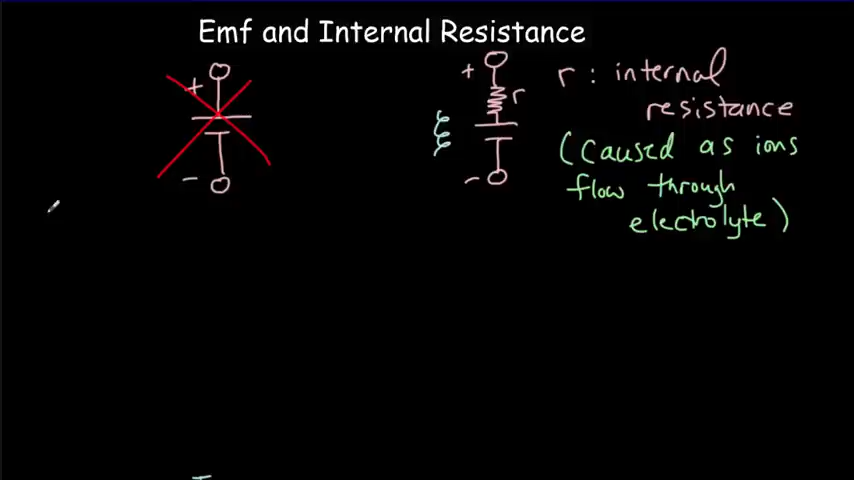 Emf and Internal Resistance
+
-
+ r
ξ
-
r : internal
resistance
(caused as ions
flow through
electrolyte)